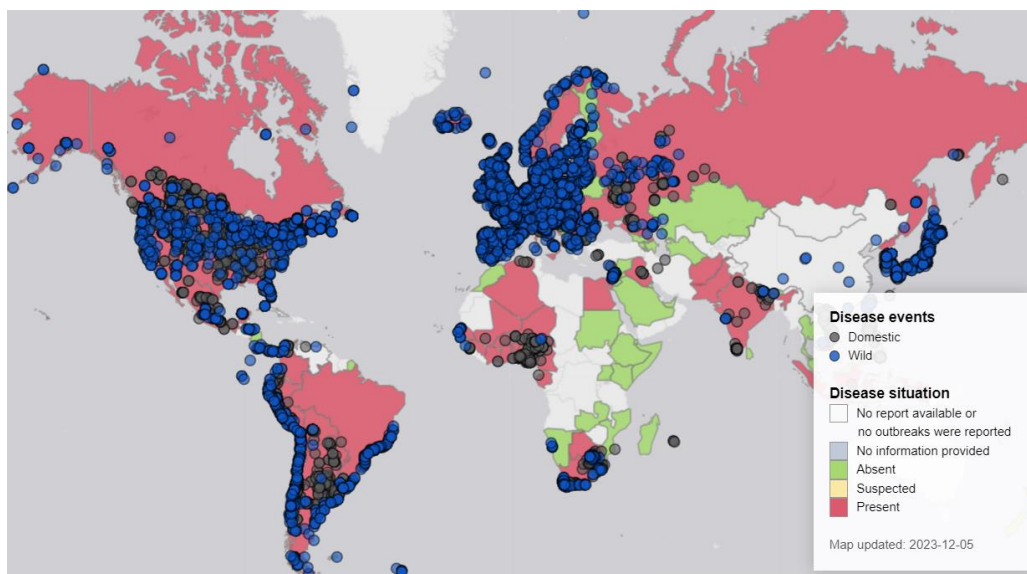 Disease events
Domestic
Wild
Disease situation
No report available or
no outbreaks were reported
No information provided
Absent
Suspected
Present
Map updated: 2023-12-05